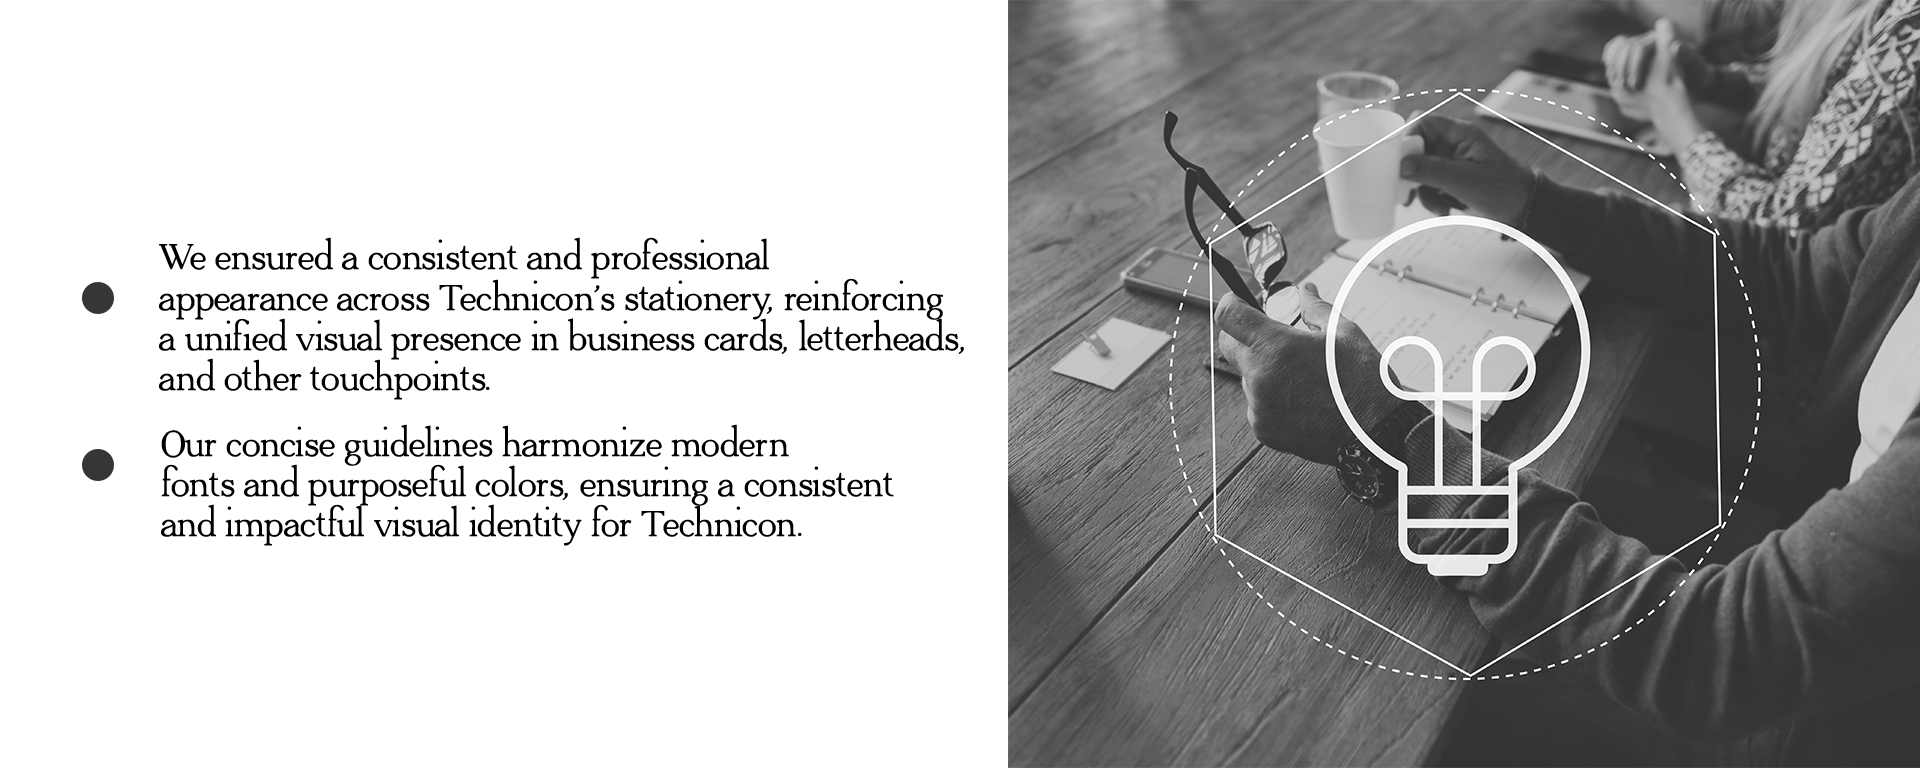 We ensured a consistent and professional
appearance across Technicon’s stationery, reinforcing
a unified visual presence in business cards, letterheads,
and other touchpoints.
Our concise guidelines harmonize modern
fonts and purposeful colors, ensuring a consistent
and impactful visual identity for Technicon.